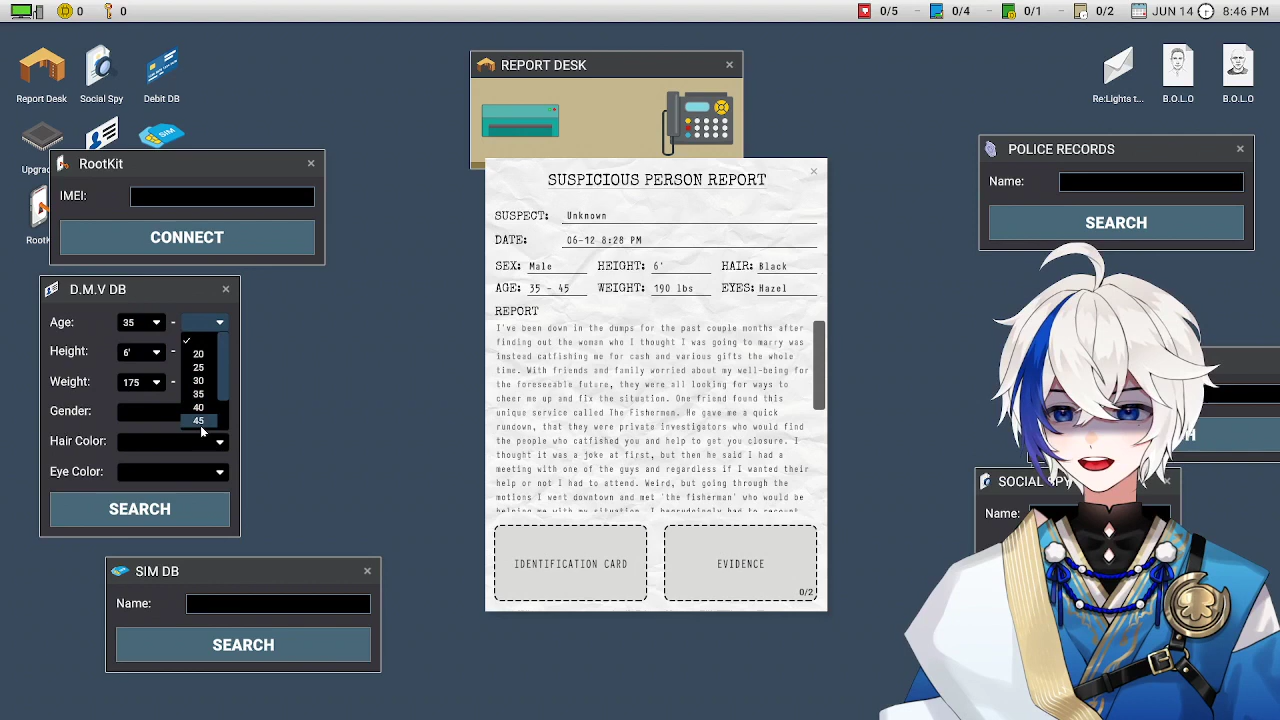 0
0
0/5
0/4
0/1
0/2
JUN 14
8:46 PM
Report Desk
Social Spy
Debit DB
Re:Lights t...
B.O.L.O
B.O.L.O
RootKit
IMEI:
CONNECT
D.M.V DB
Age: 35 -
20
25
30
35
40
45
Height: 6' -
Weight: 175 -
Gender:
Hair Color:
Eye Color:
SEARCH
SIM DB
Name:
SEARCH
REPORT DESK
SUSPICIOUS PERSON REPORT
SUSPECT: Unknown
DATE: 06-12 8:28 PM
SEX: Male HEIGHT: 6' HAIR: Black
AGE: 35 - 45 WEIGHT: 190 lbs EYES: Hazel
REPORT
I've been down in the dumps for the past couple months after
finding out the woman who I thought I was going to marry was
instead catfishing me for cash and various gifts the whole
time. With friends and family worried about my well-being for
the foreseeable future, they were all looking for ways to
cheer me up and fix the situation. One friend found this
unique service called The Fishermen. He gave me a quick
rundown, that they were private investigators who would find
the people who catfished you and help to get you closure. I
thought it was a joke at first, but then he said I had a
meeting with one of the guys and regardless if I wanted their
help or not I had to attend. Weird, but going through the
motions I went downtown and met 'the fisherman' who would be
helping me with my situation. I begrudgingly had to recount
IDENTIFICATION CARD
EVIDENCE
0/2
POLICE RECORDS
Name:
SEARCH
SOCIAL SPY
Name: